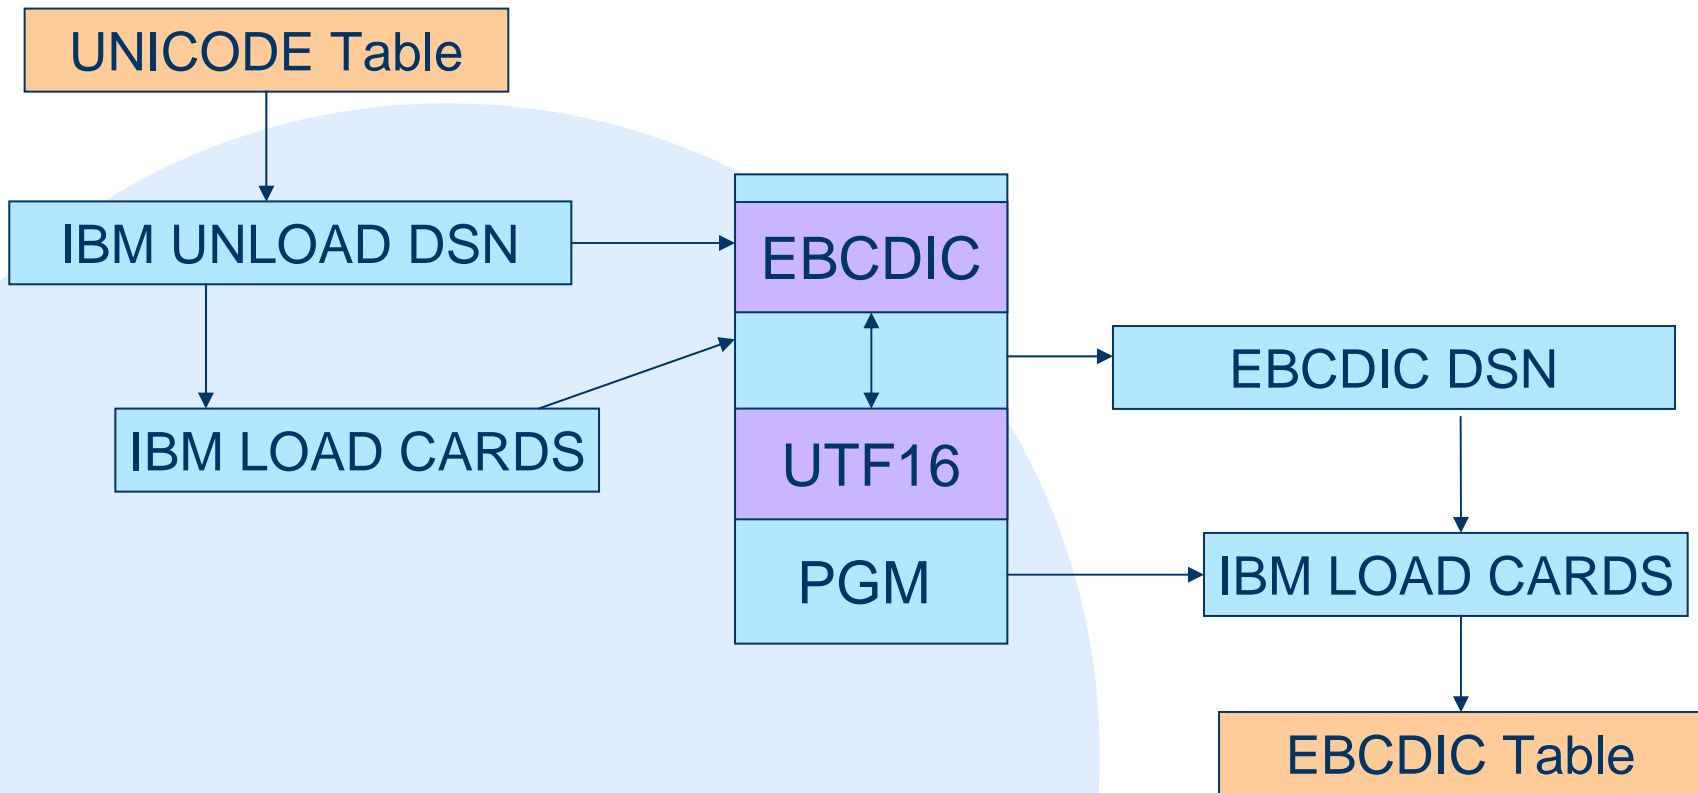 UNICODE Table
IBM UNLOAD DSN
IBM LOAD CARDS
EBCDIC
UTF16
PGM
EBCDIC DSN
IBM LOAD CARDS
EBCDIC Table